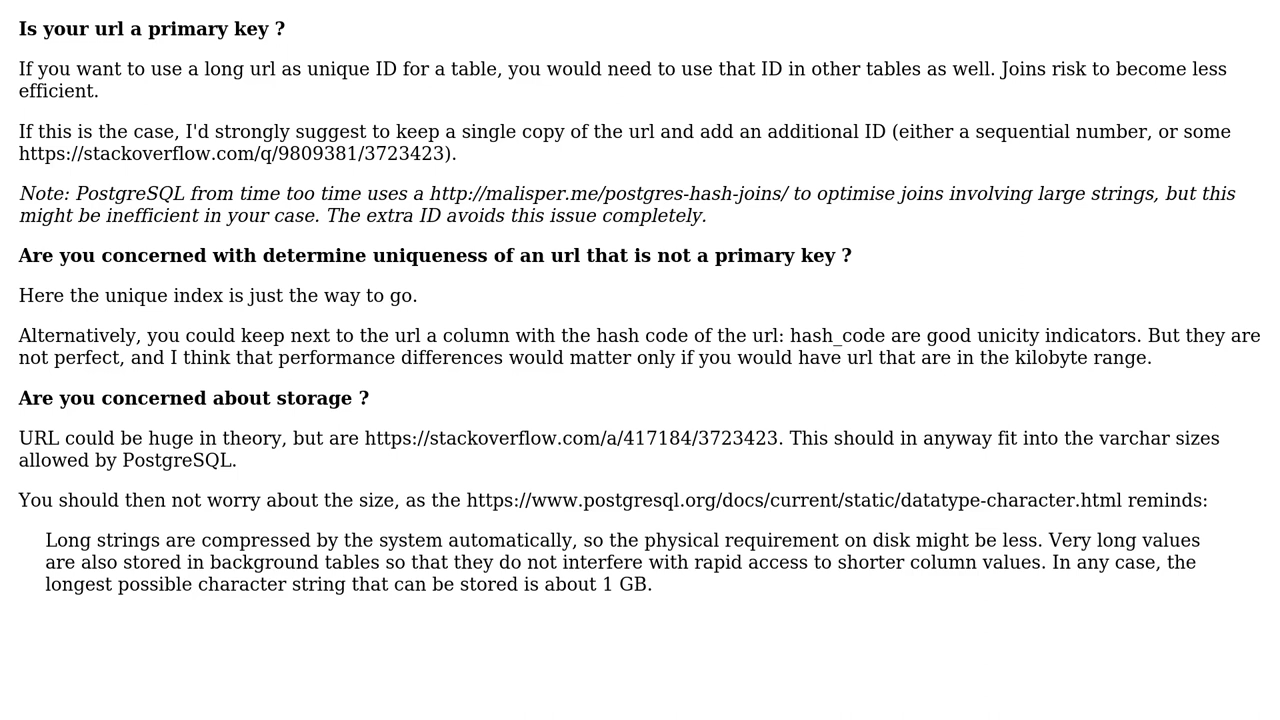 Is your url a primary key ?
If you want to use a long url as unique ID for a table, you would need to use that ID in other tables as well. Joins risk to become less
efficient.
If this is the case, I'd strongly suggest to keep a single copy of the url and add an additional ID (either a sequential number, or some
https://stackoverflow.com/q/9809381/3723423).
Note: PostgreSQL from time too time uses a http://malisper.me/postgres-hash-joins/ to optimise joins involving large strings, but this
might be inefficient in your case. The extra ID avoids this issue completely.
Are you concerned with determine uniqueness of an url that is not a primary key ?
Here the unique index is just the way to go.
Alternatively, you could keep next to the url a column with the hash code of the url: hash_code are good unicity indicators. But they are
not perfect, and I think that performance differences would matter only if you would have url that are in the kilobyte range.
Are you concerned about storage ?
URL could be huge in theory, but are https://stackoverflow.com/a/417184/3723423. This should in anyway fit into the varchar sizes
allowed by PostgreSQL.
You should then not worry about the size, as the https://www.postgresql.org/docs/current/static/datatype-character.html reminds:
Long strings are compressed by the system automatically, so the physical requirement on disk might be less. Very long values
are also stored in background tables so that they do not interfere with rapid access to shorter column values. In any case, the
longest possible character string that can be stored is about 1 GB.